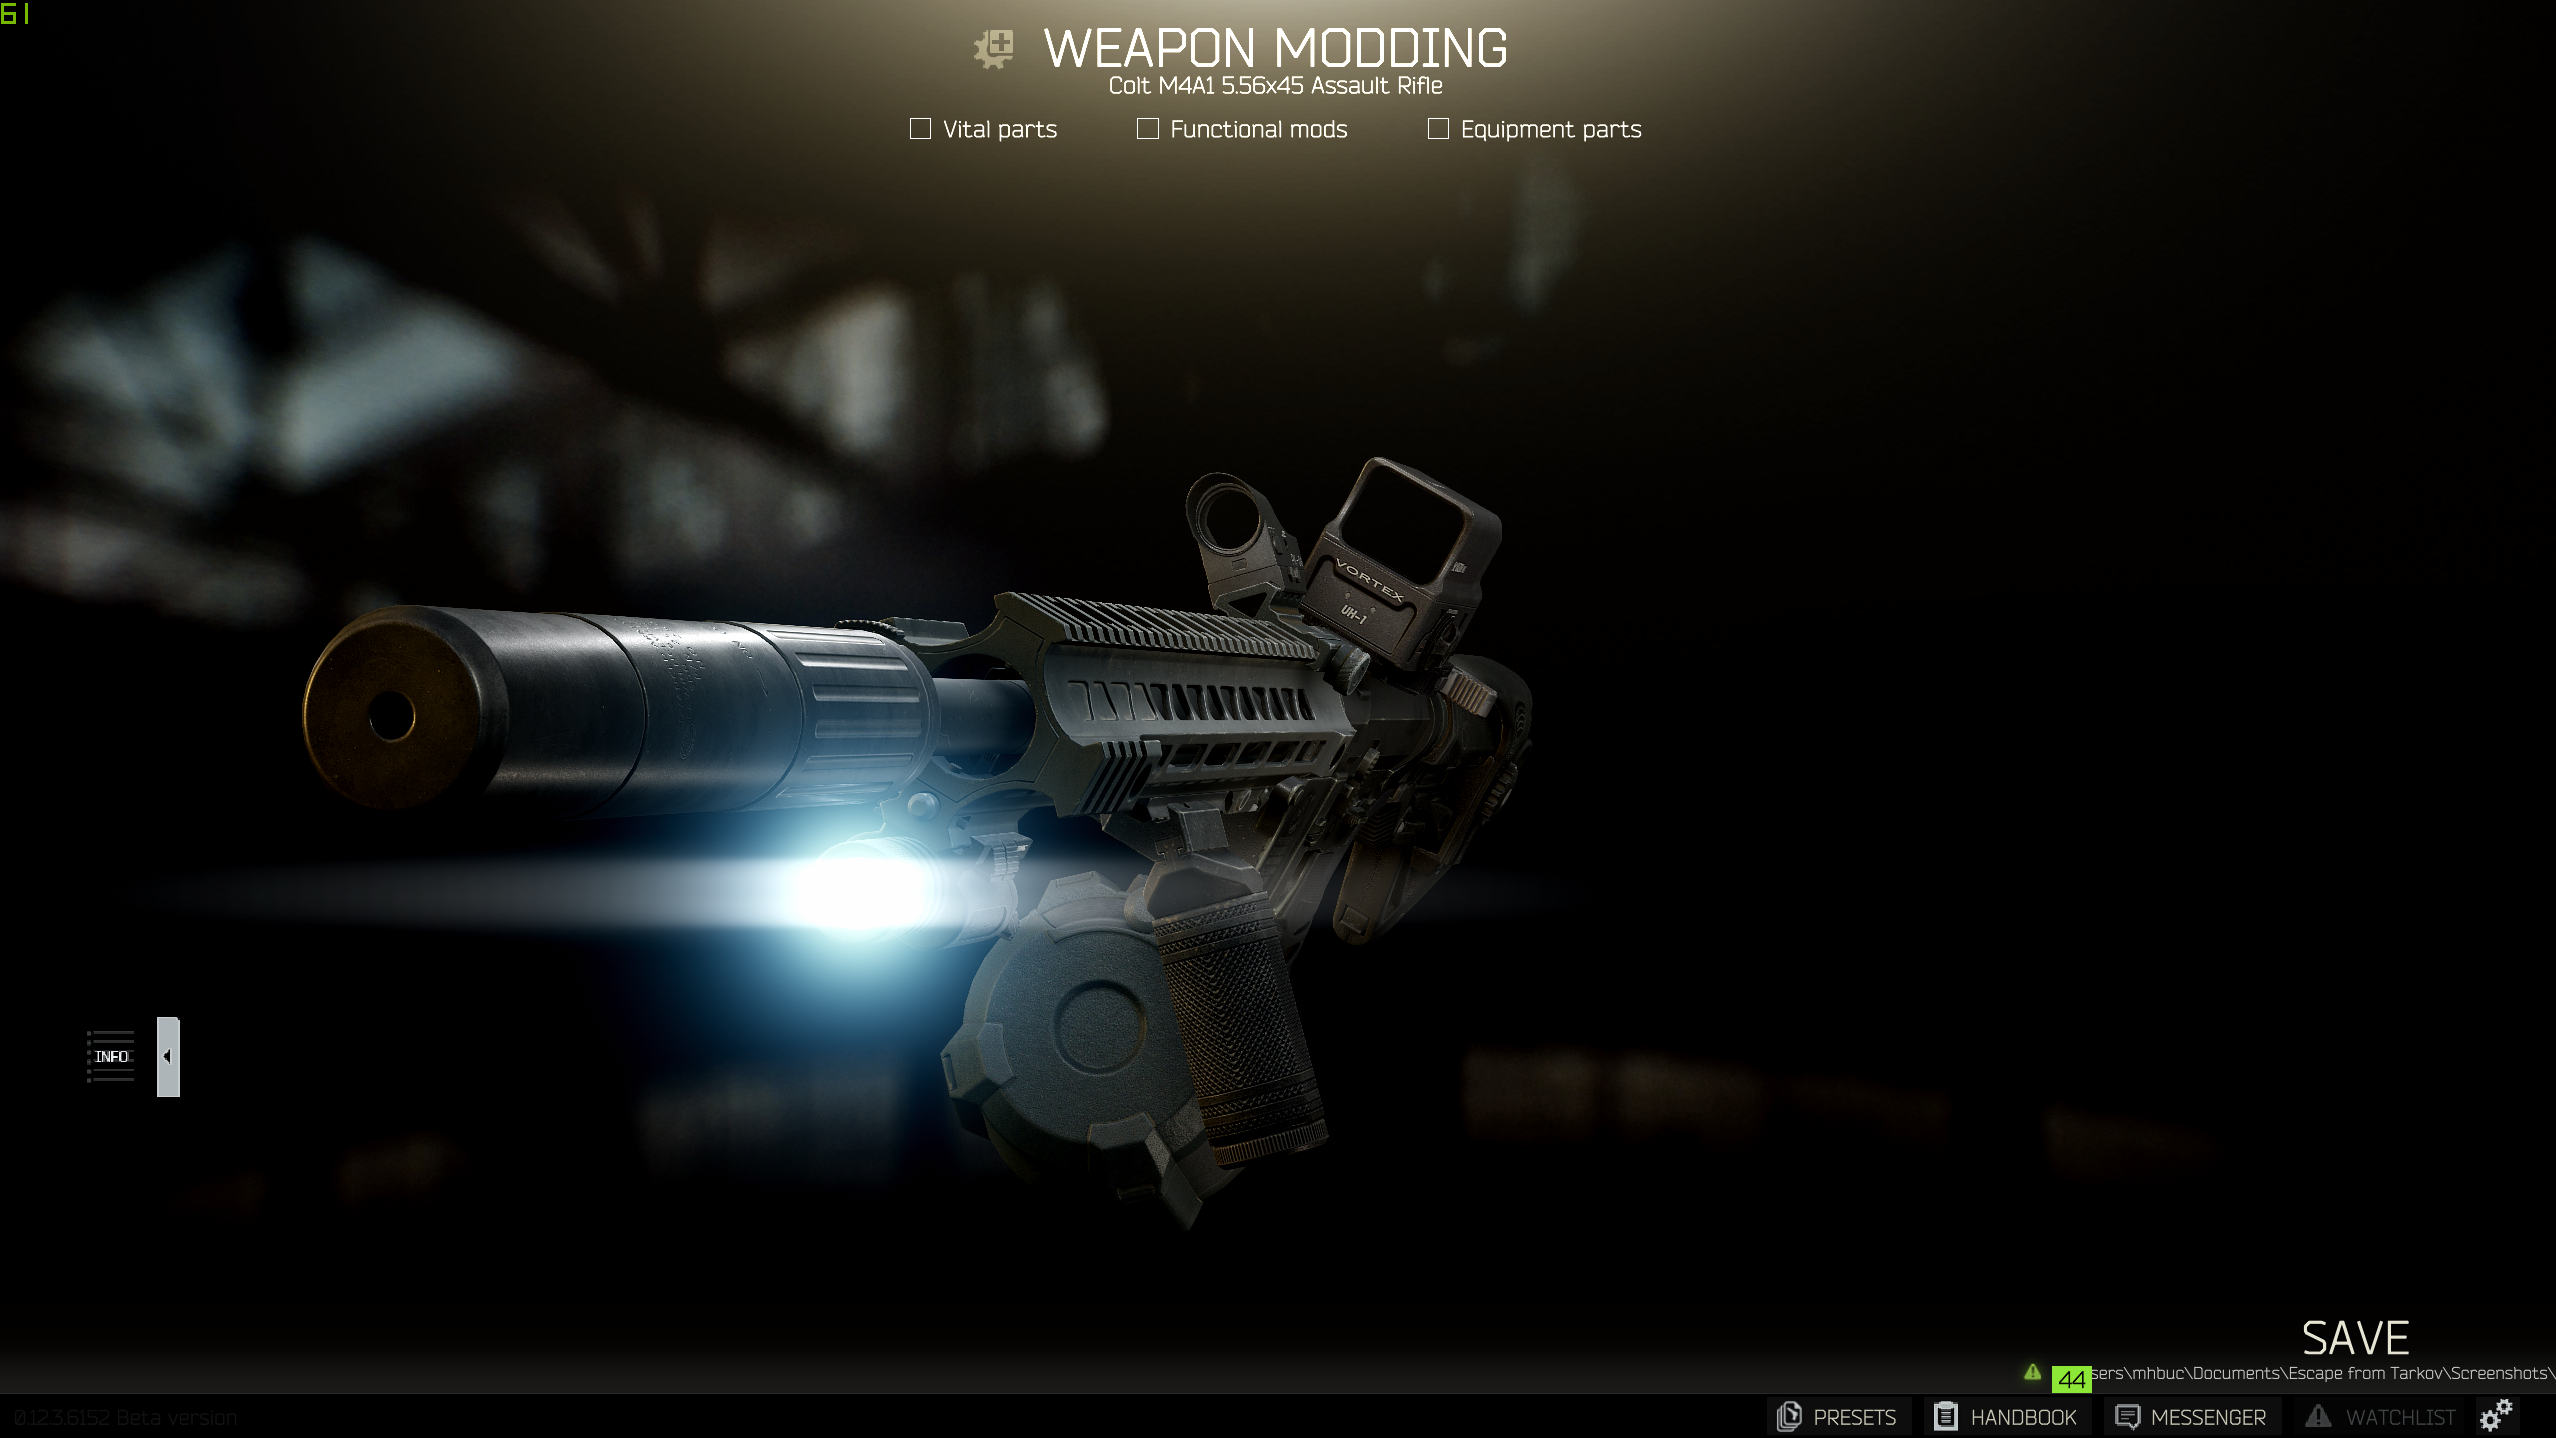 61
WEAPON MODDING
Colt M4A1 5.56x45 Assault Rifle
Vital parts
Functional mods
Equipment parts
VORTEX
UH-1
INFO
SAVE
44
sers\mhbuc\Documents\Escape from Tarkov\Screenshots\
0.12.3.6152 Beta version
PRESETS
HANDBOOK
MESSENGER
WATCHLIST